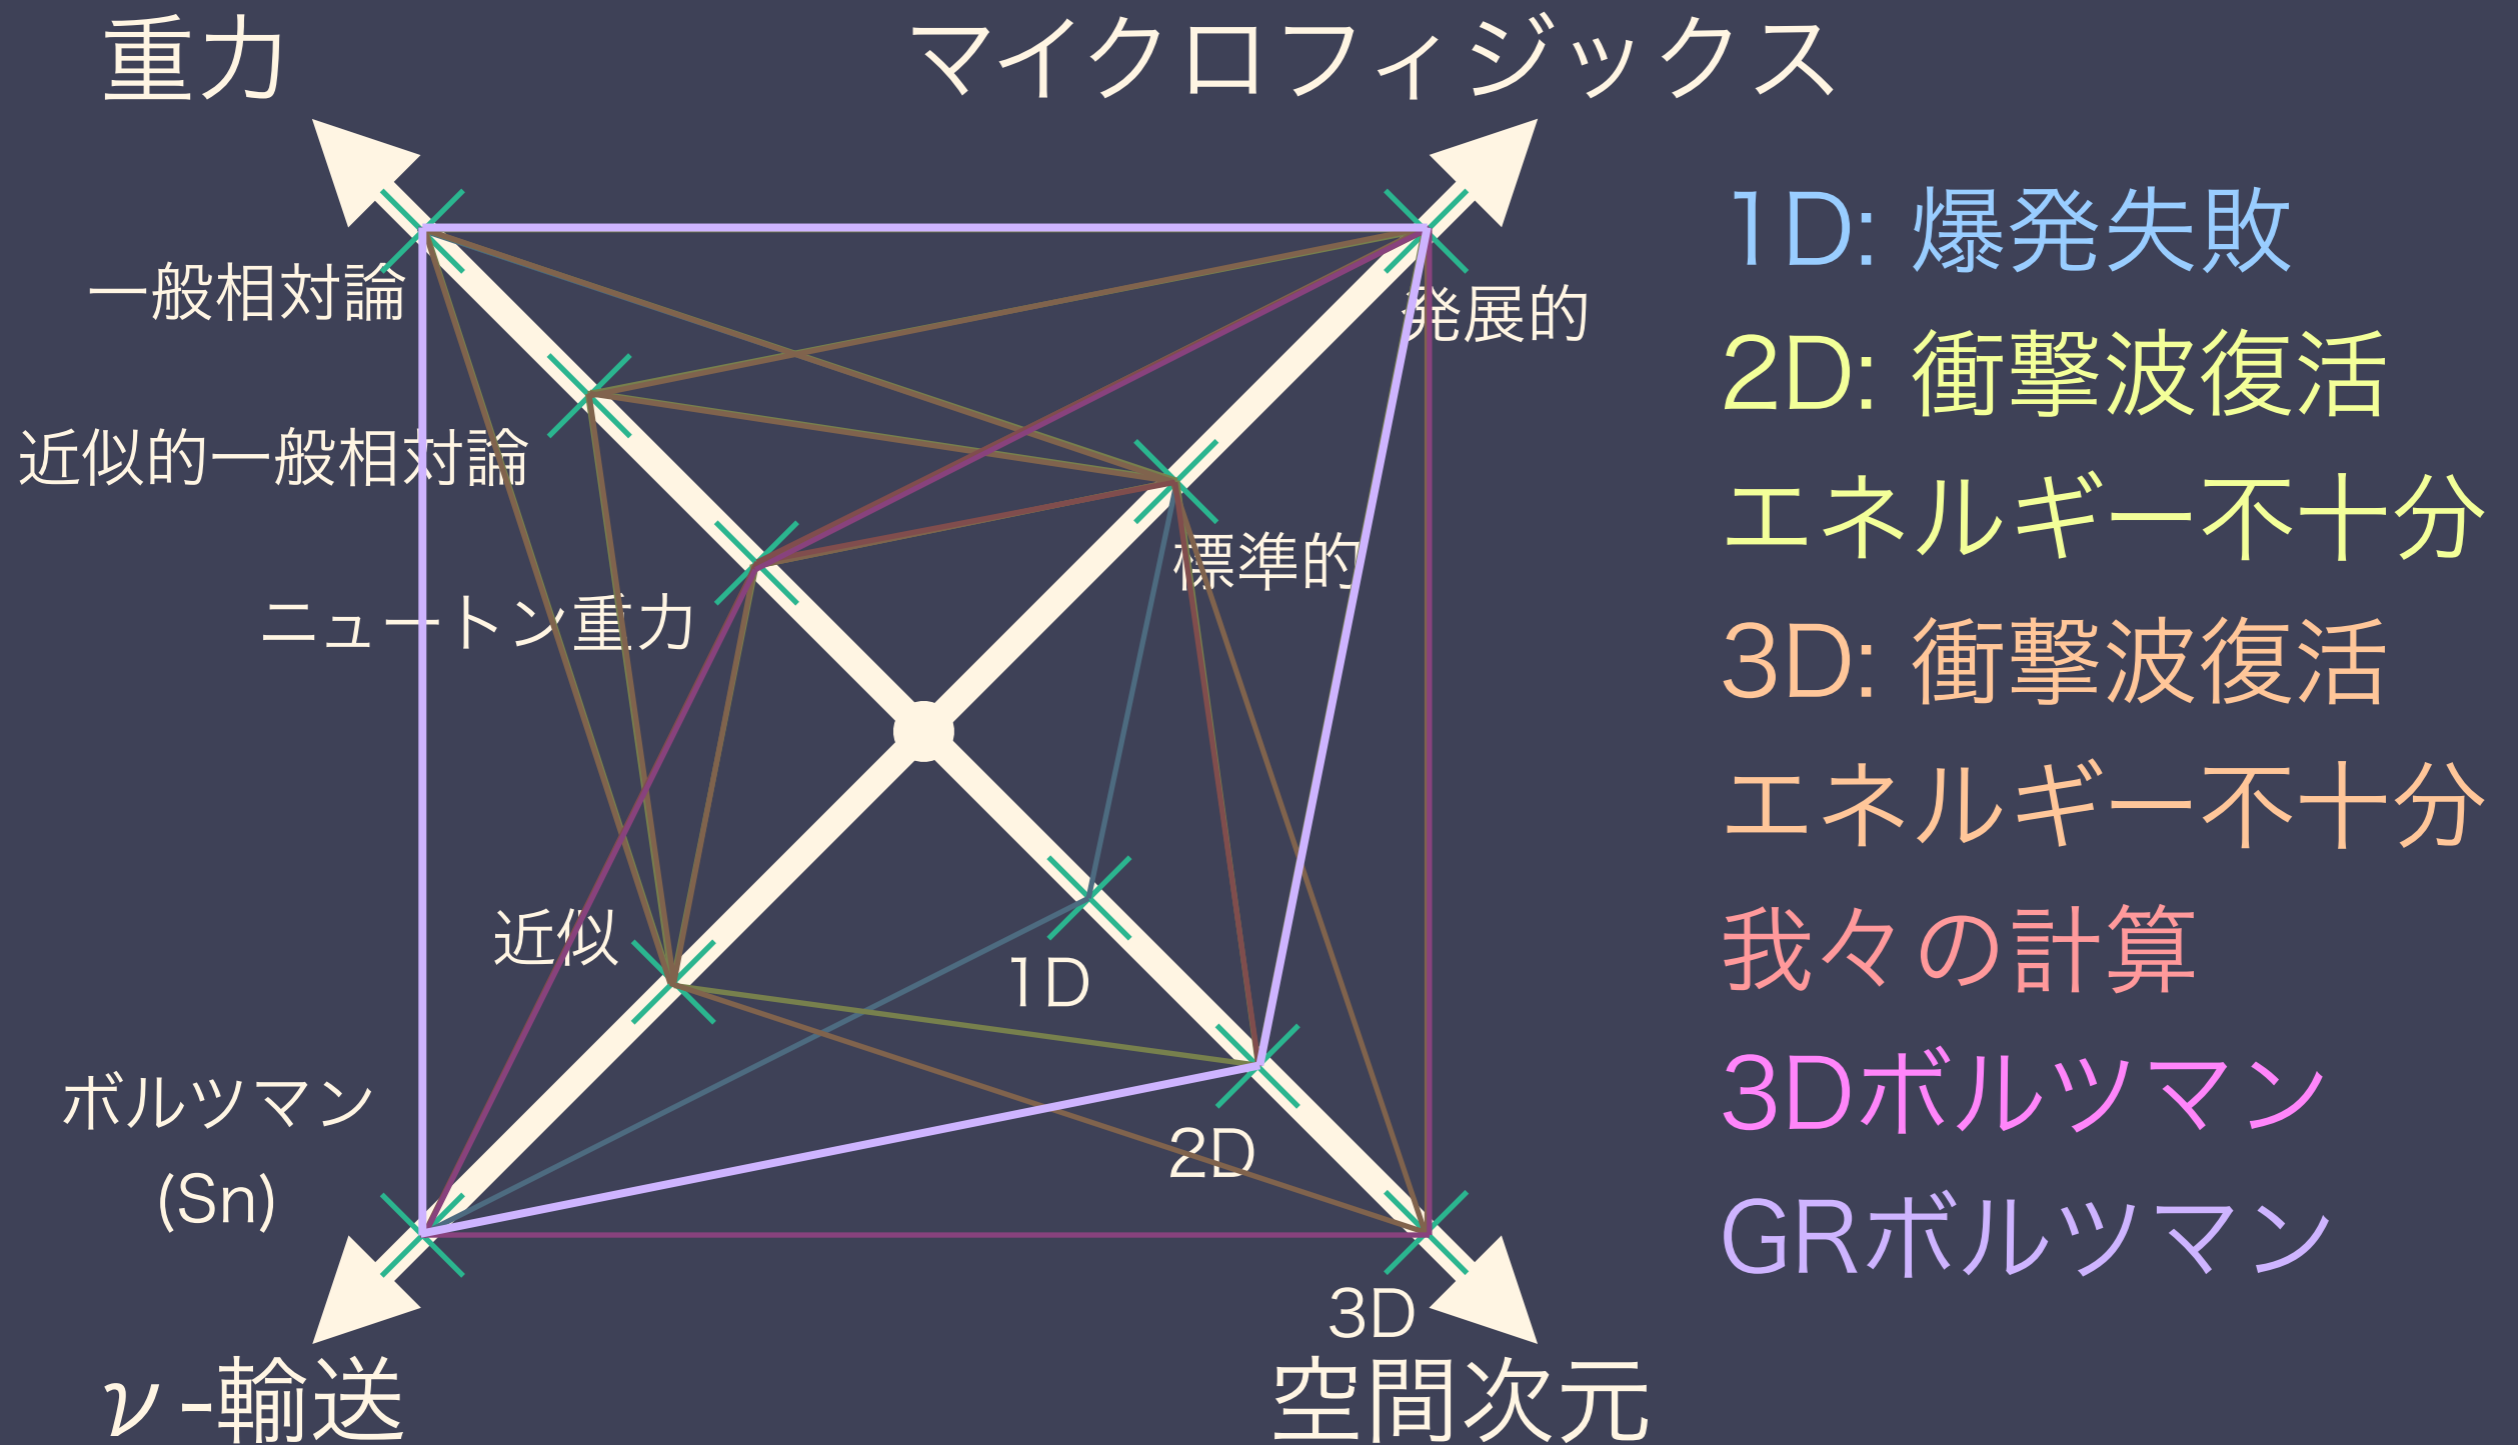 重力
マイクロフィジックス
一般相対論
発展的
近似的一般相対論
標準的
ニュートン重力
近似
1D
ボルツマン
(Sn)
2D
3D
ν-輸送
空間次元
1D: 爆発失敗
2D: 衝撃波復活
エネルギー不十分
3D: 衝撃波復活
エネルギー不十分
我々の計算
3Dボルツマン
GRボルツマン